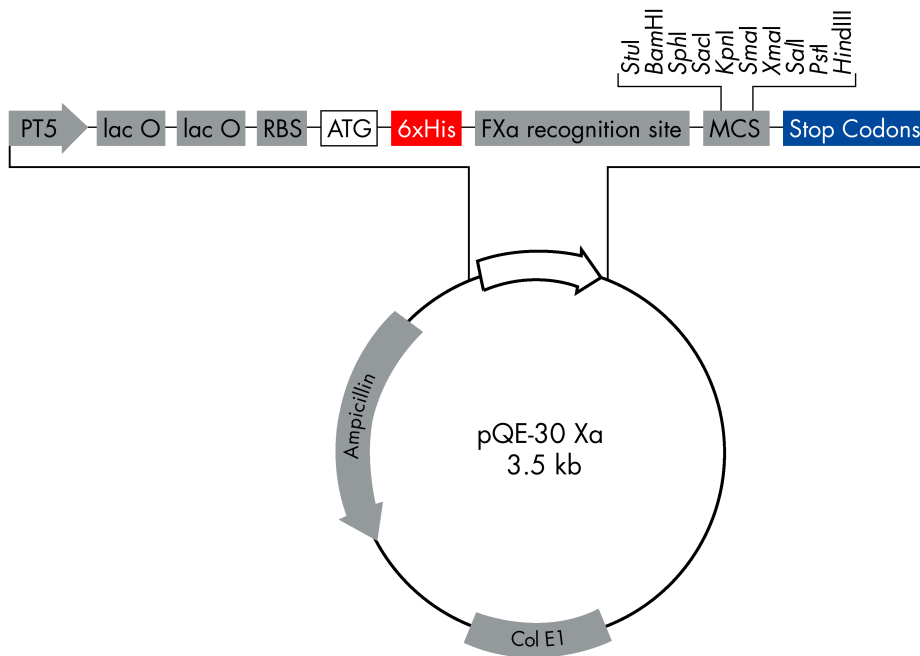 StuI
BamHI
SphI
SacI
KpnI
SmaI
XmaI
SalI
PstI
HindIII
PT5 lac O lac O RBS ATG 6xHis FXa recognition site MCS Stop Codons
Ampicillin
pQE-30 Xa
3.5 kb
Col E1